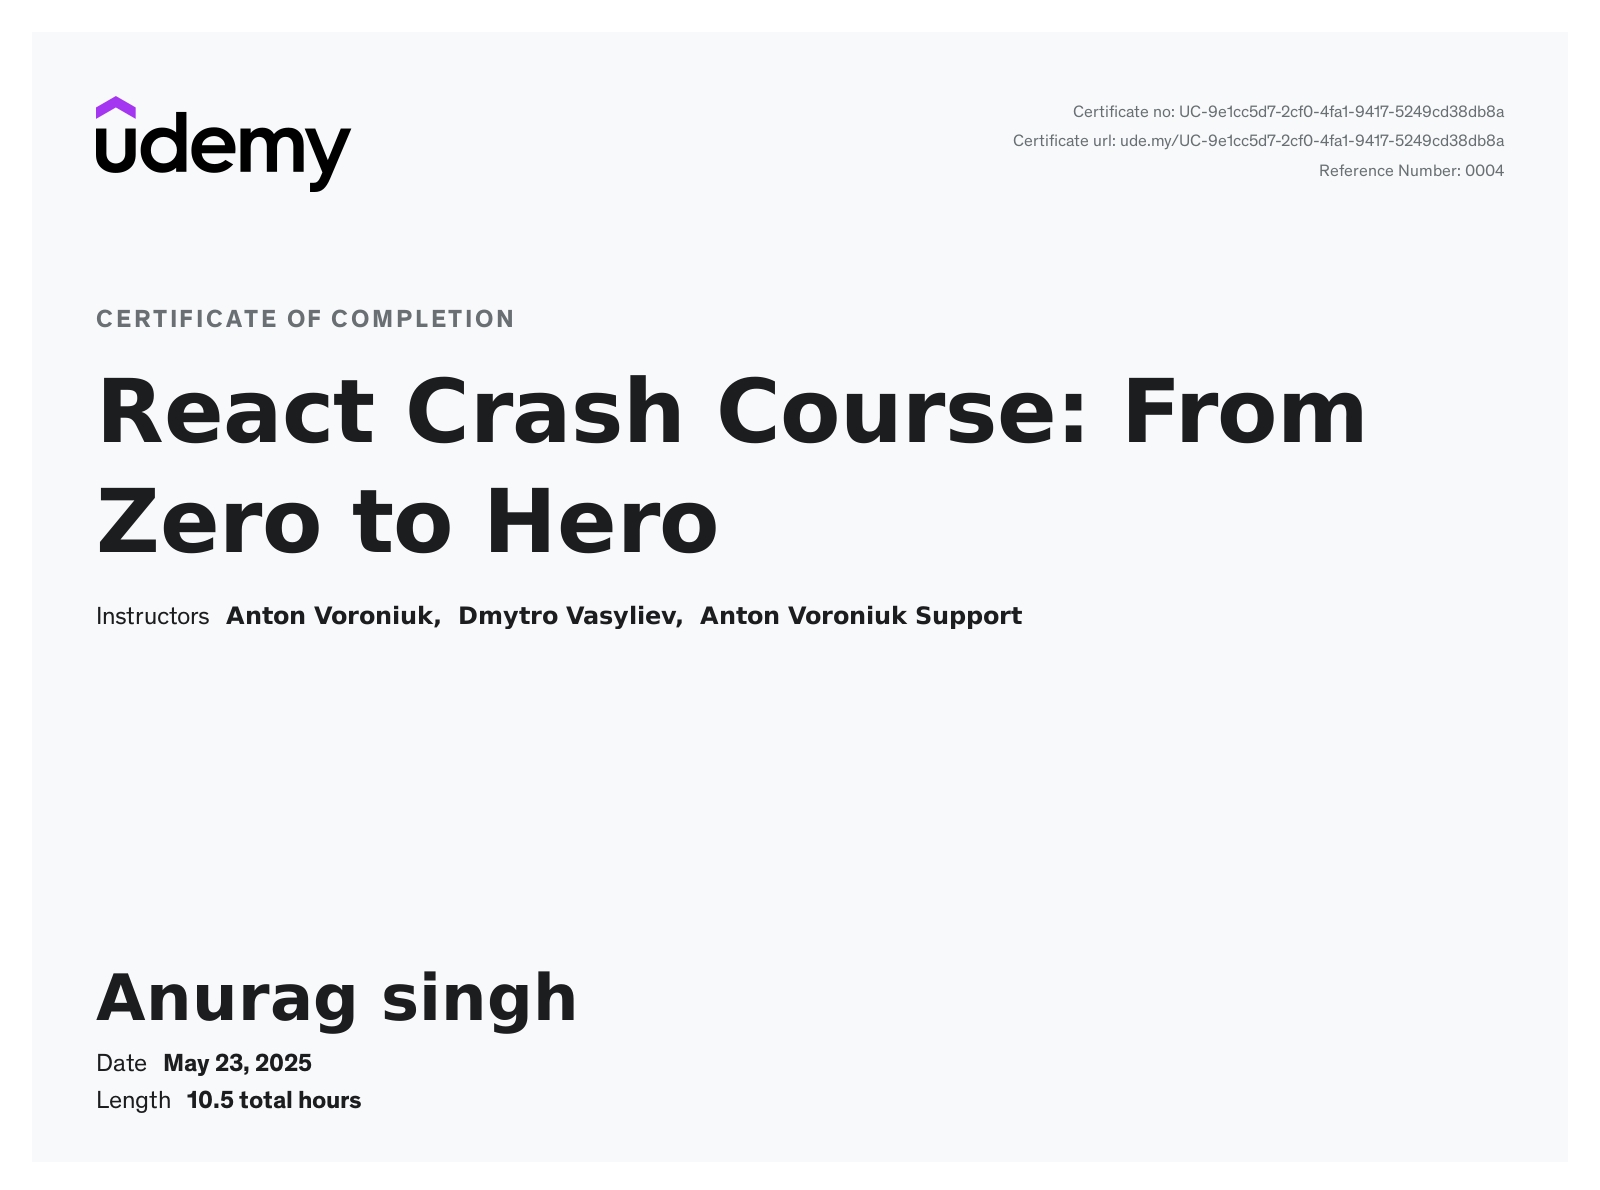 udemy
Certificate no: UC-9e1cc5d7-2cf0-4fa1-9417-5249cd38db8a
Certificate url: ude.my/UC-9e1cc5d7-2cf0-4fa1-9417-5249cd38db8a
Reference Number: 0004
CERTIFICATE OF COMPLETION
React Crash Course: From
Zero to Hero
Instructors Anton Voroniuk, Dmytro Vasyliev, Anton Voroniuk Support
Anurag singh
Date May 23, 2025
Length 10.5 total hours